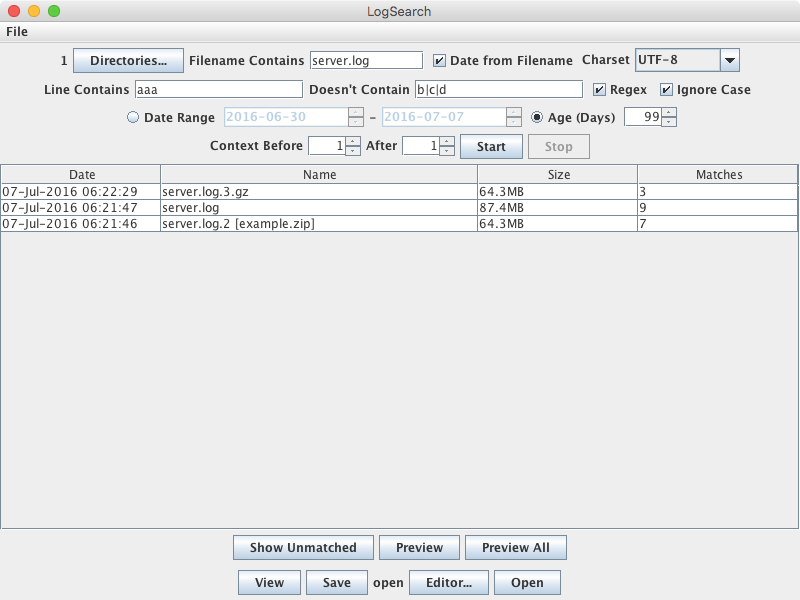 LogSearch
File
1 Directories... Filename Contains server.log Date from Filename Charset UTF-8
Line Contains aaa Doesn't Contain b|c|d Regex Ignore Case
Date Range 2016-06-30 – 2016-07-07 Age (Days) 99
Context Before 1 After 1 Start Stop
Date Name Size Matches
07-Jul-2016 06:22:29 server.log.3.gz 64.3MB 3
07-Jul-2016 06:21:47 server.log 87.4MB 9
07-Jul-2016 06:21:46 server.log.2 [example.zip] 64.3MB 7
Show Unmatched Preview Preview All
View Save open Editor... Open